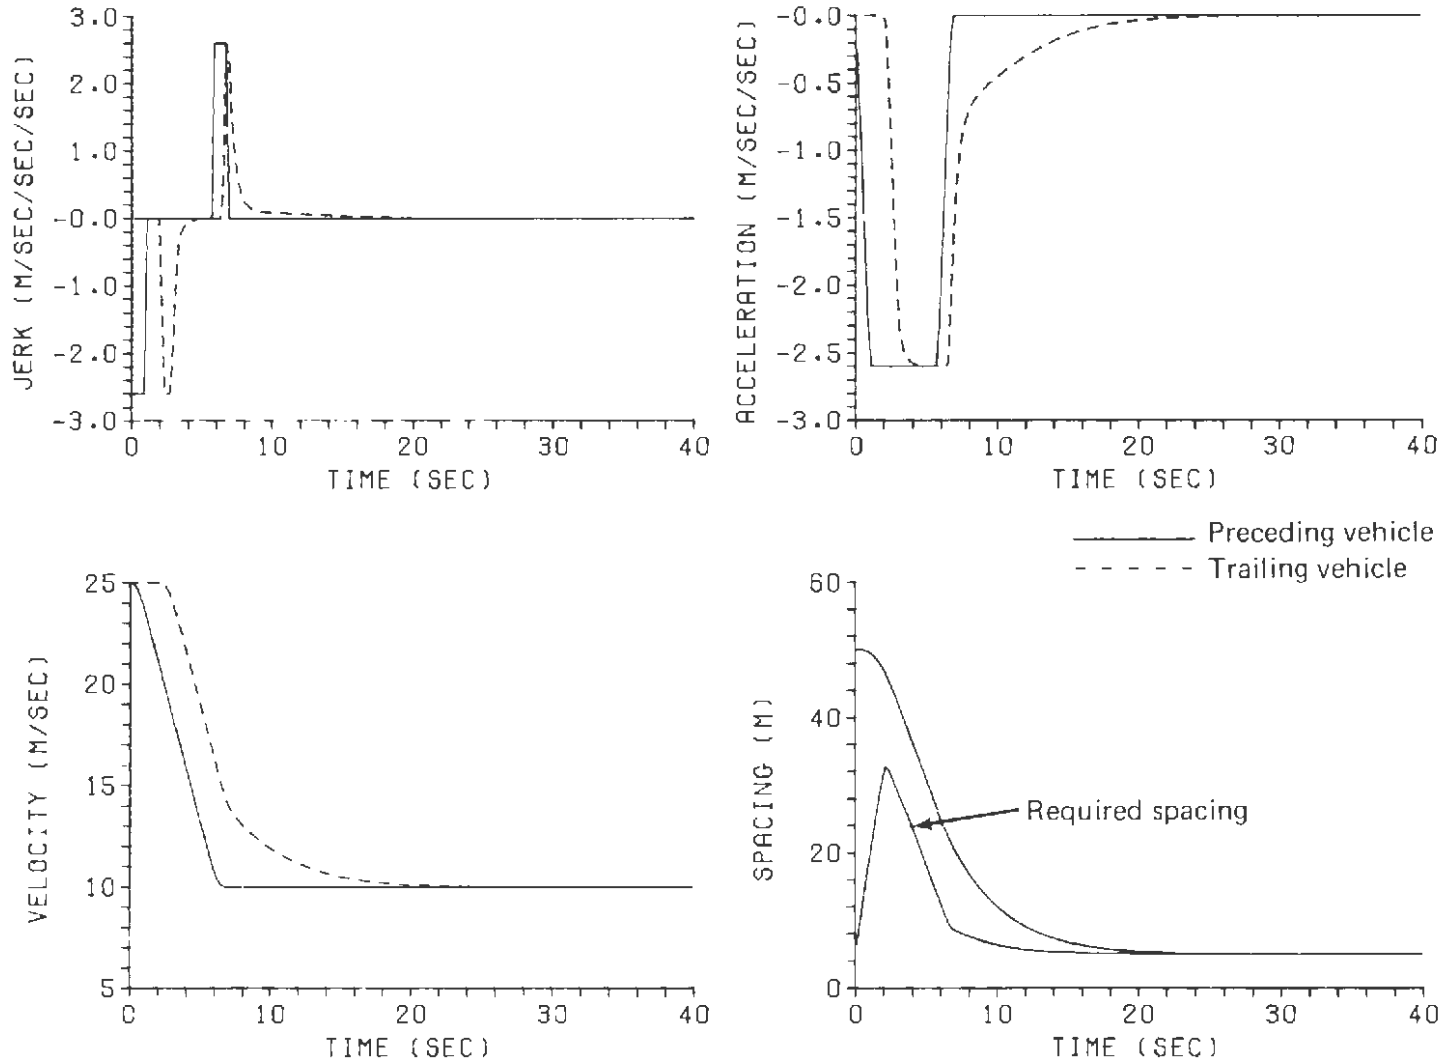 3.0
2.0
1.0
-0.0
-1.0
-2.0
-3.0
JERK (M/SEC/SEC/SEC)
0 10 20 30 40
TIME (SEC)
-0.0
-0.5
-1.0
-1.5
-2.0
-2.5
-3.0
ACCELERATION (M/SEC/SEC)
0 10 20 30 40
TIME (SEC)
Preceding vehicle
Trailing vehicle
25
20
15
10
5
VELOCITY (M/SEC)
0 10 20 30 40
TIME (SEC)
60
40
20
0
SPACING (M)
Required spacing
0 10 20 30 40
TIME (SEC)